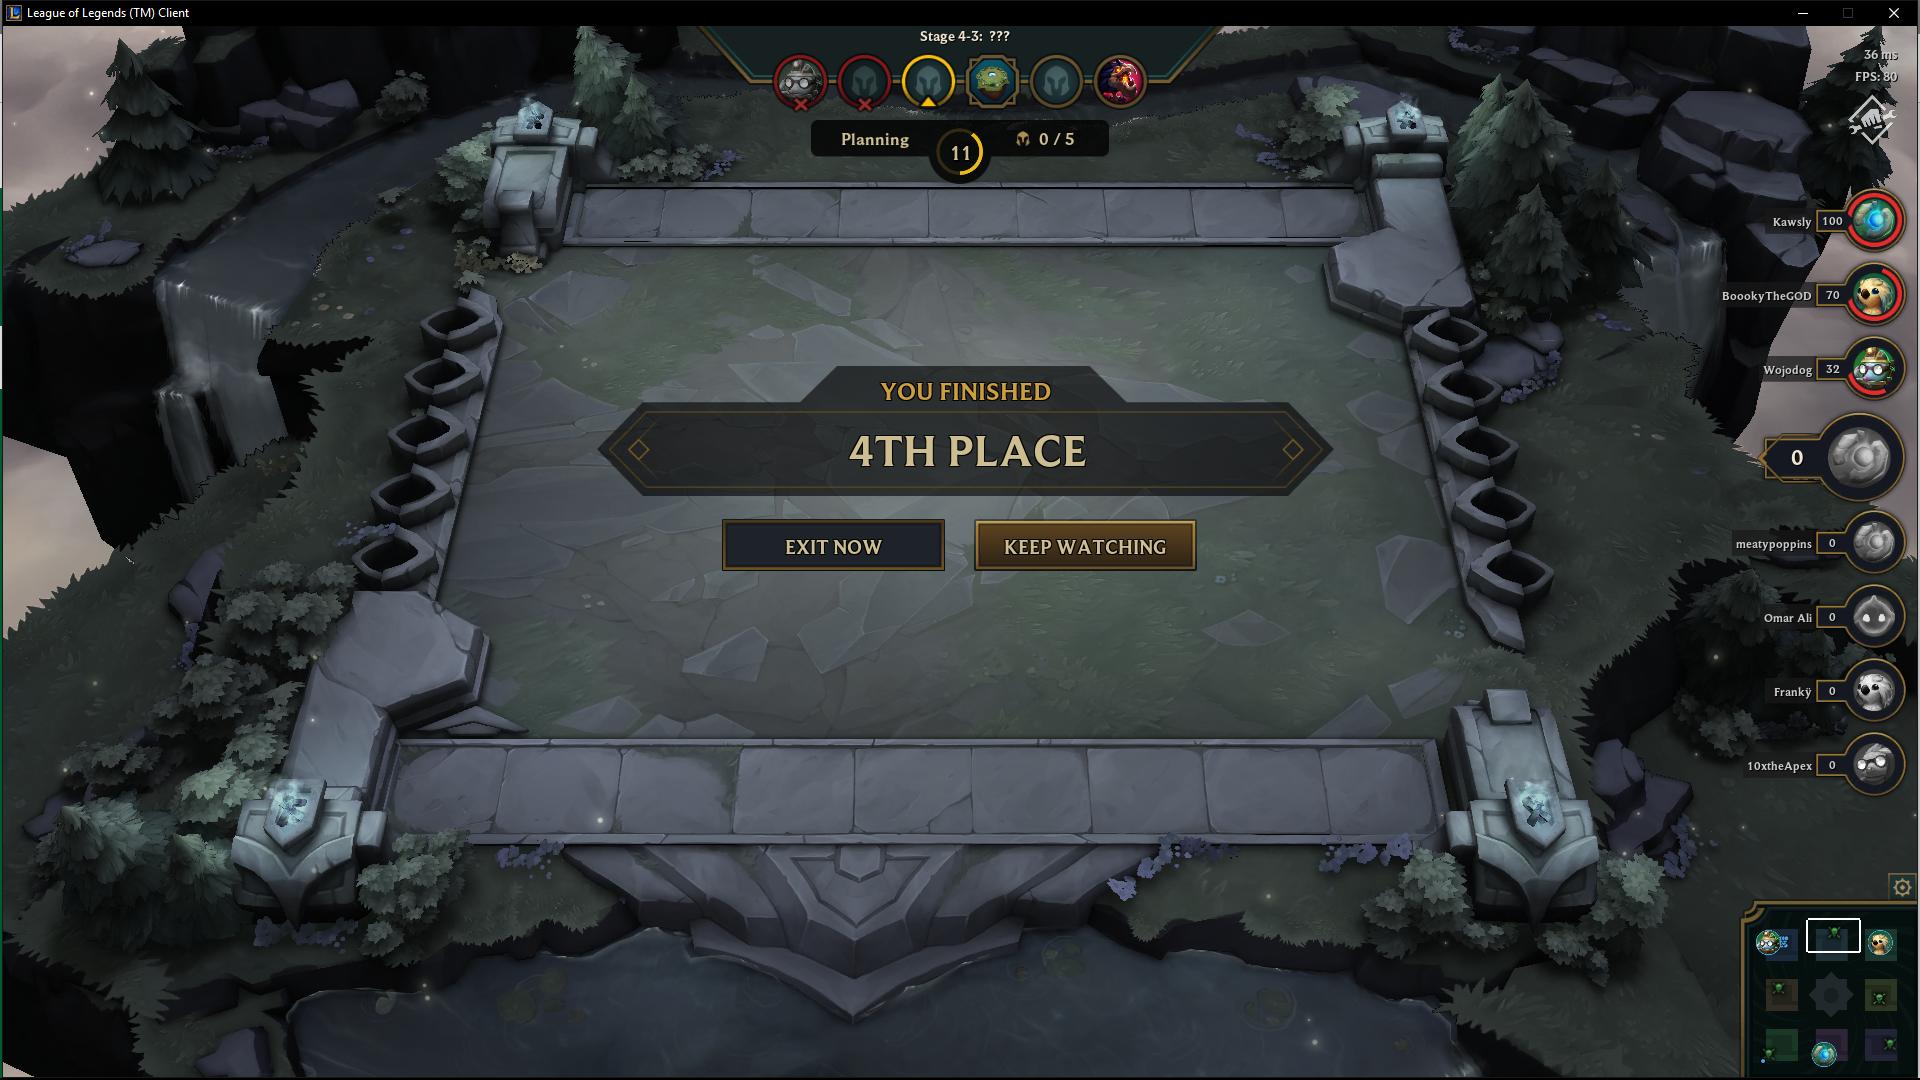 League of Legends (TM) Client
Stage 4-3: ???
36 ms
FPS: 80
Planning
11
0 / 5
Kawsly 100
BoookyTheGOD 70
Wojodog 32
YOU FINISHED
4TH PLACE
0
EXIT NOW
KEEP WATCHING
meatypoppins 0
Omar Ali 0
Frankÿ 0
10xtheApex 0